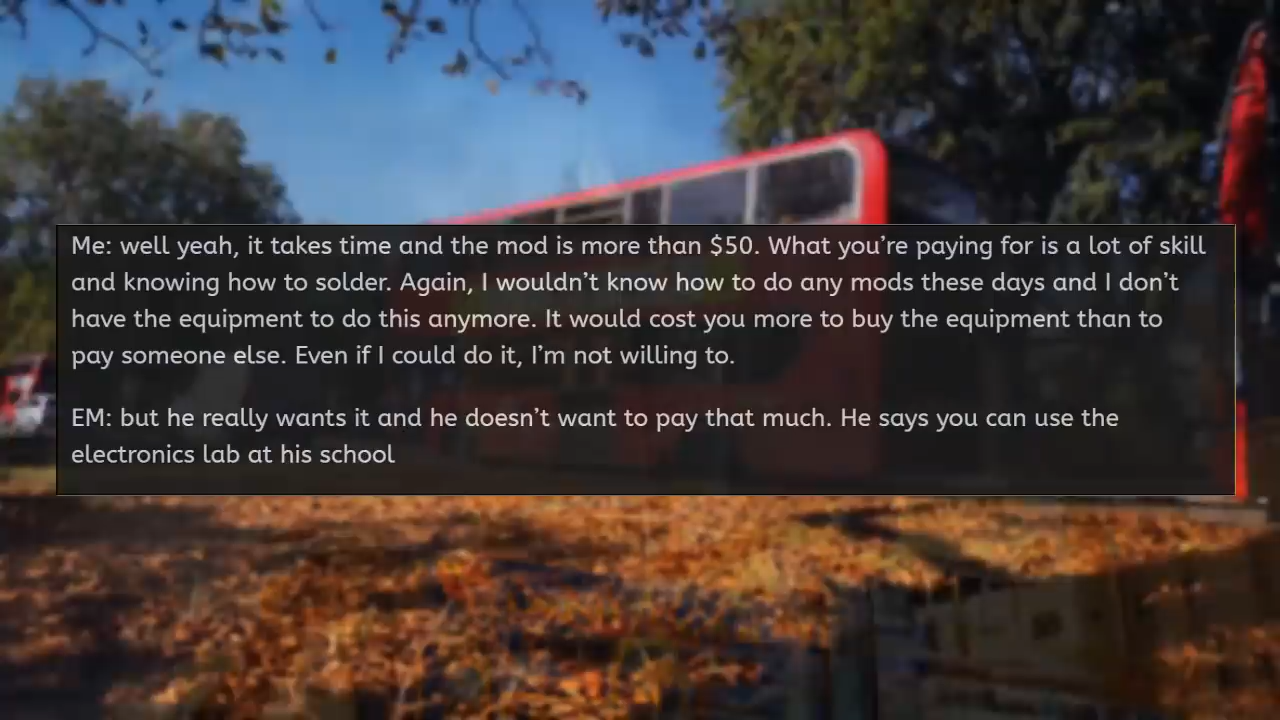 Me: well yeah, it takes time and the mod is more than $50. What you’re paying for is a lot of skill
and knowing how to solder. Again, I wouldn’t know how to do any mods these days and I don’t
have the equipment to do this anymore. It would cost you more to buy the equipment than to
pay someone else. Even if I could do it, I’m not willing to.
EM: but he really wants it and he doesn’t want to pay that much. He says you can use the
electronics lab at his school